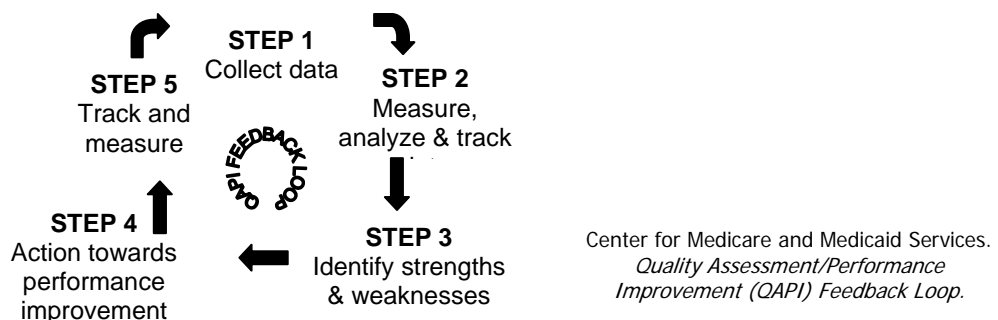 STEP 1
Collect data
STEP 2
Measure,
analyze & track
STEP 3
Identify strengths
& weaknesses
STEP 4
Action towards
performance
improvement
STEP 5
Track and
measure
QAPI FEEDBACK LOOP
Center for Medicare and Medicaid Services.
Quality Assessment/Performance
Improvement (QAPI) Feedback Loop.